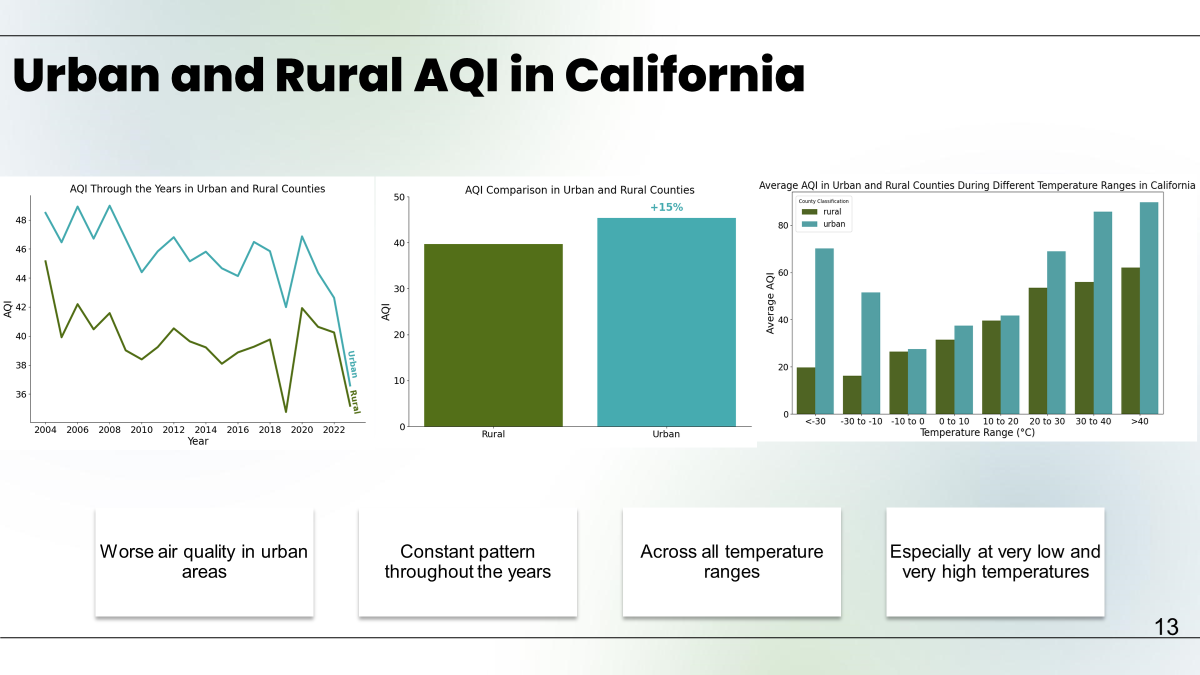 Urban and Rural AQI in California
AQI Through the Years in Urban and Rural Counties
48
46
44
42
40
38
36
AQI
Urban
Rural
2004 2006 2008 2010 2012 2014 2016 2018 2020 2022
Year
AQI Comparison in Urban and Rural Counties
50
40
30
20
10
0
AQI
+15%
Rural Urban
Average AQI in Urban and Rural Counties During Different Temperature Ranges in California
County Classification
rural
urban
80
60
40
20
0
Average AQI
<-30 -30 to -10 -10 to 0 0 to 10 10 to 20 20 to 30 30 to 40 >40
Temperature Range (°C)
Worse air quality in urban
areas
Constant pattern
throughout the years
Across all temperature
ranges
Especially at very low and
very high temperatures
13